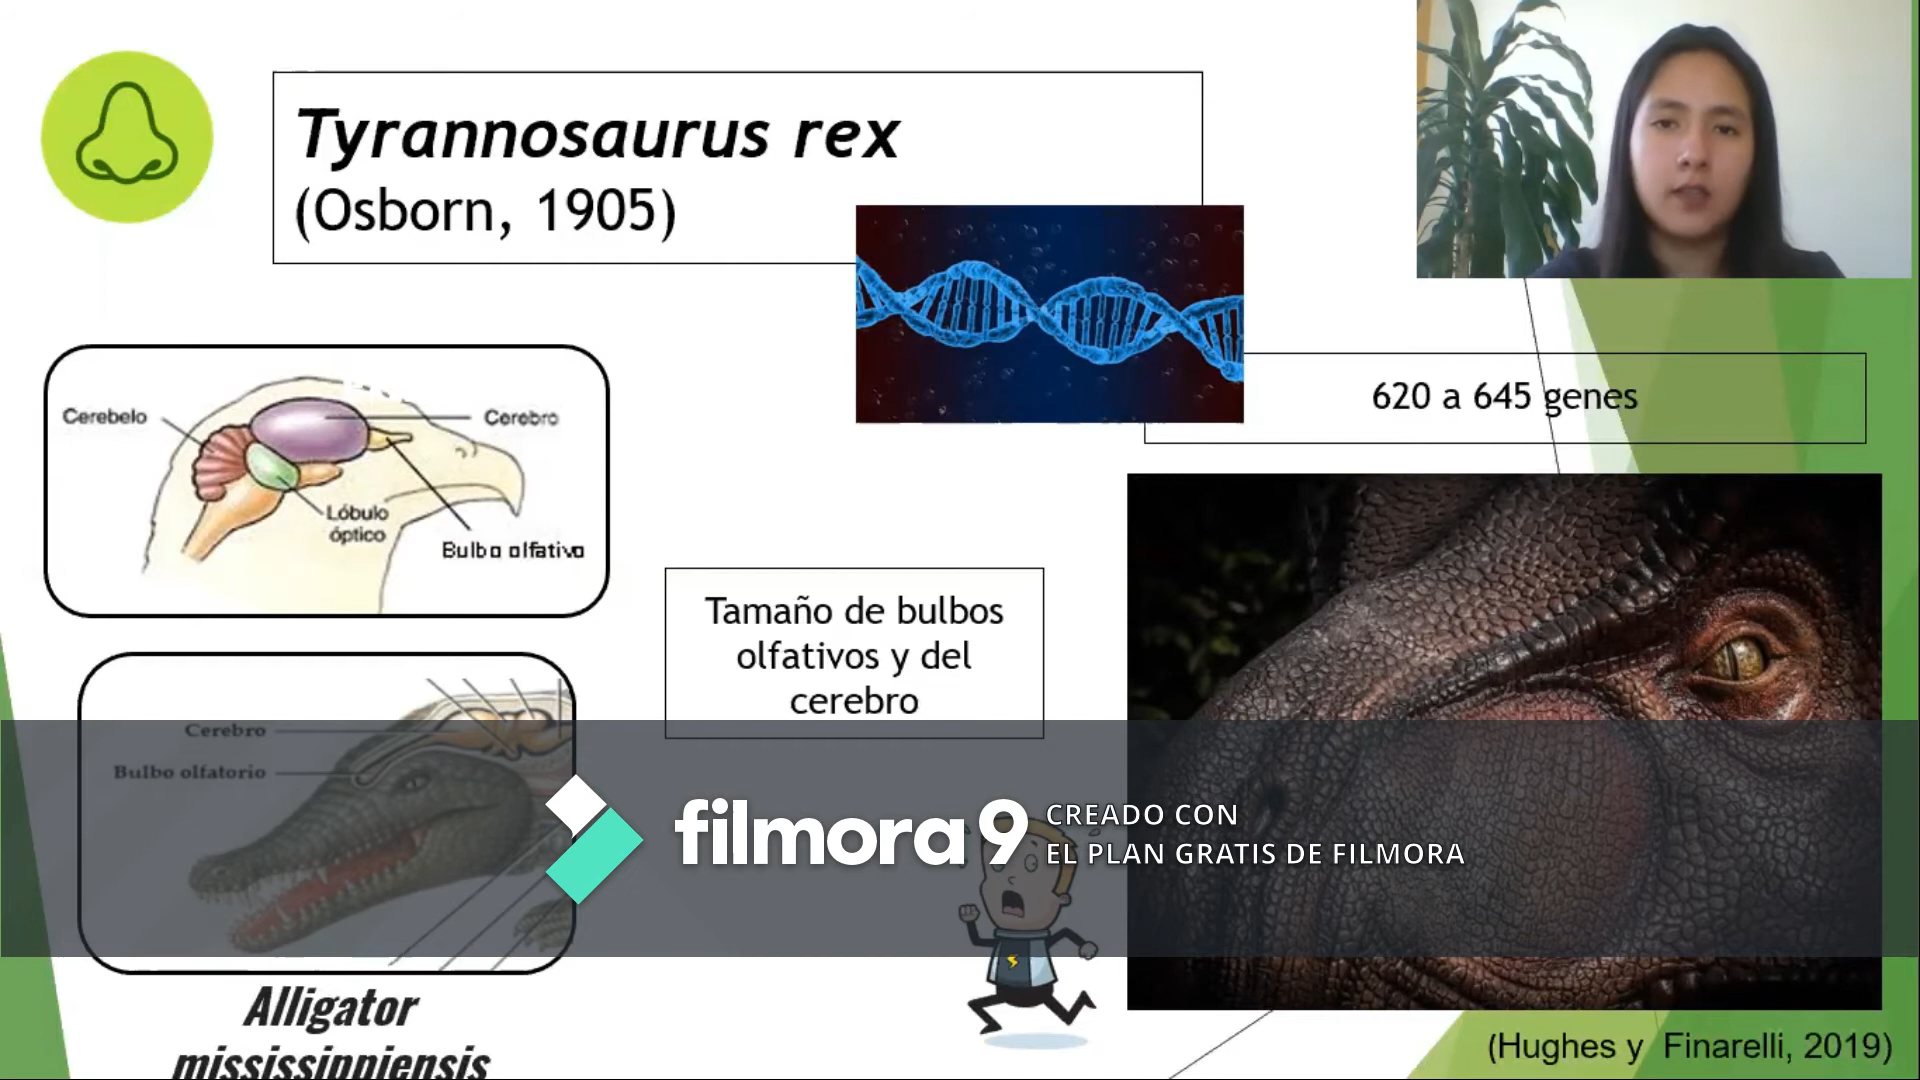 Tyrannosaurus rex
(Osborn, 1905)
620 a 645 genes
Cerebelo
Cerebro
Lóbulo
óptico
Bulbo olfativo
Tamaño de bulbos
olfativos y del
cerebro
Cerebro
Bulbo olfatorio
filmora9
CREADO CON
EL PLAN GRATIS DE FILMORA
Alligator
mississippiensis
(Hughes y Finarelli, 2019)